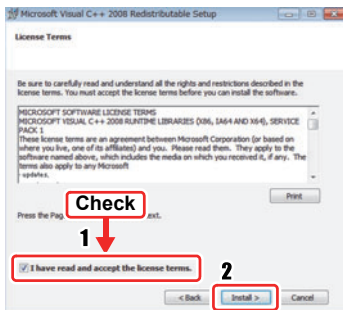 Microsoft Visual C++ 2008 Redistributable Setup
License Terms
Be sure to carefully read and understand all the rights and restrictions described in the
license terms. You must accept the license terms before you can install the software.
MICROSOFT SOFTWARE LICENSE TERMS
MICROSOFT VISUAL C++ 2008 RUNTIME LIBRARIES (X86, IA64 AND X64), SERVICE
PACK 1
These license terms are an agreement between Microsoft Corporation (or based on
where you live, one of its affiliates) and you. Please read them. They apply to the
software named above, which includes the media on which you received it, if any. The
terms also apply to any Microsoft
-updates,
Print
Check
Press the Pag ext.
1
I have read and accept the license terms.
2
< Back Install > Cancel